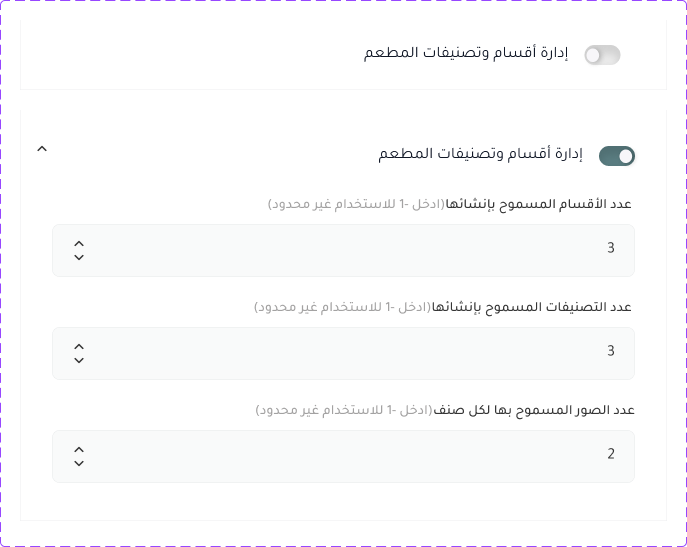 إدارة أقسام وتصنيفات المطعم
إدارة أقسام وتصنيفات المطعم
عدد الأقسام المسموح بإنشائها(ادخل -1 للاستخدام غير محدود)
3
عدد التصنيفات المسموح بإنشائها(ادخل -1 للاستخدام غير محدود)
3
عدد الصور المسموح بها لكل صنف(ادخل -1 للاستخدام غير محدود)
2